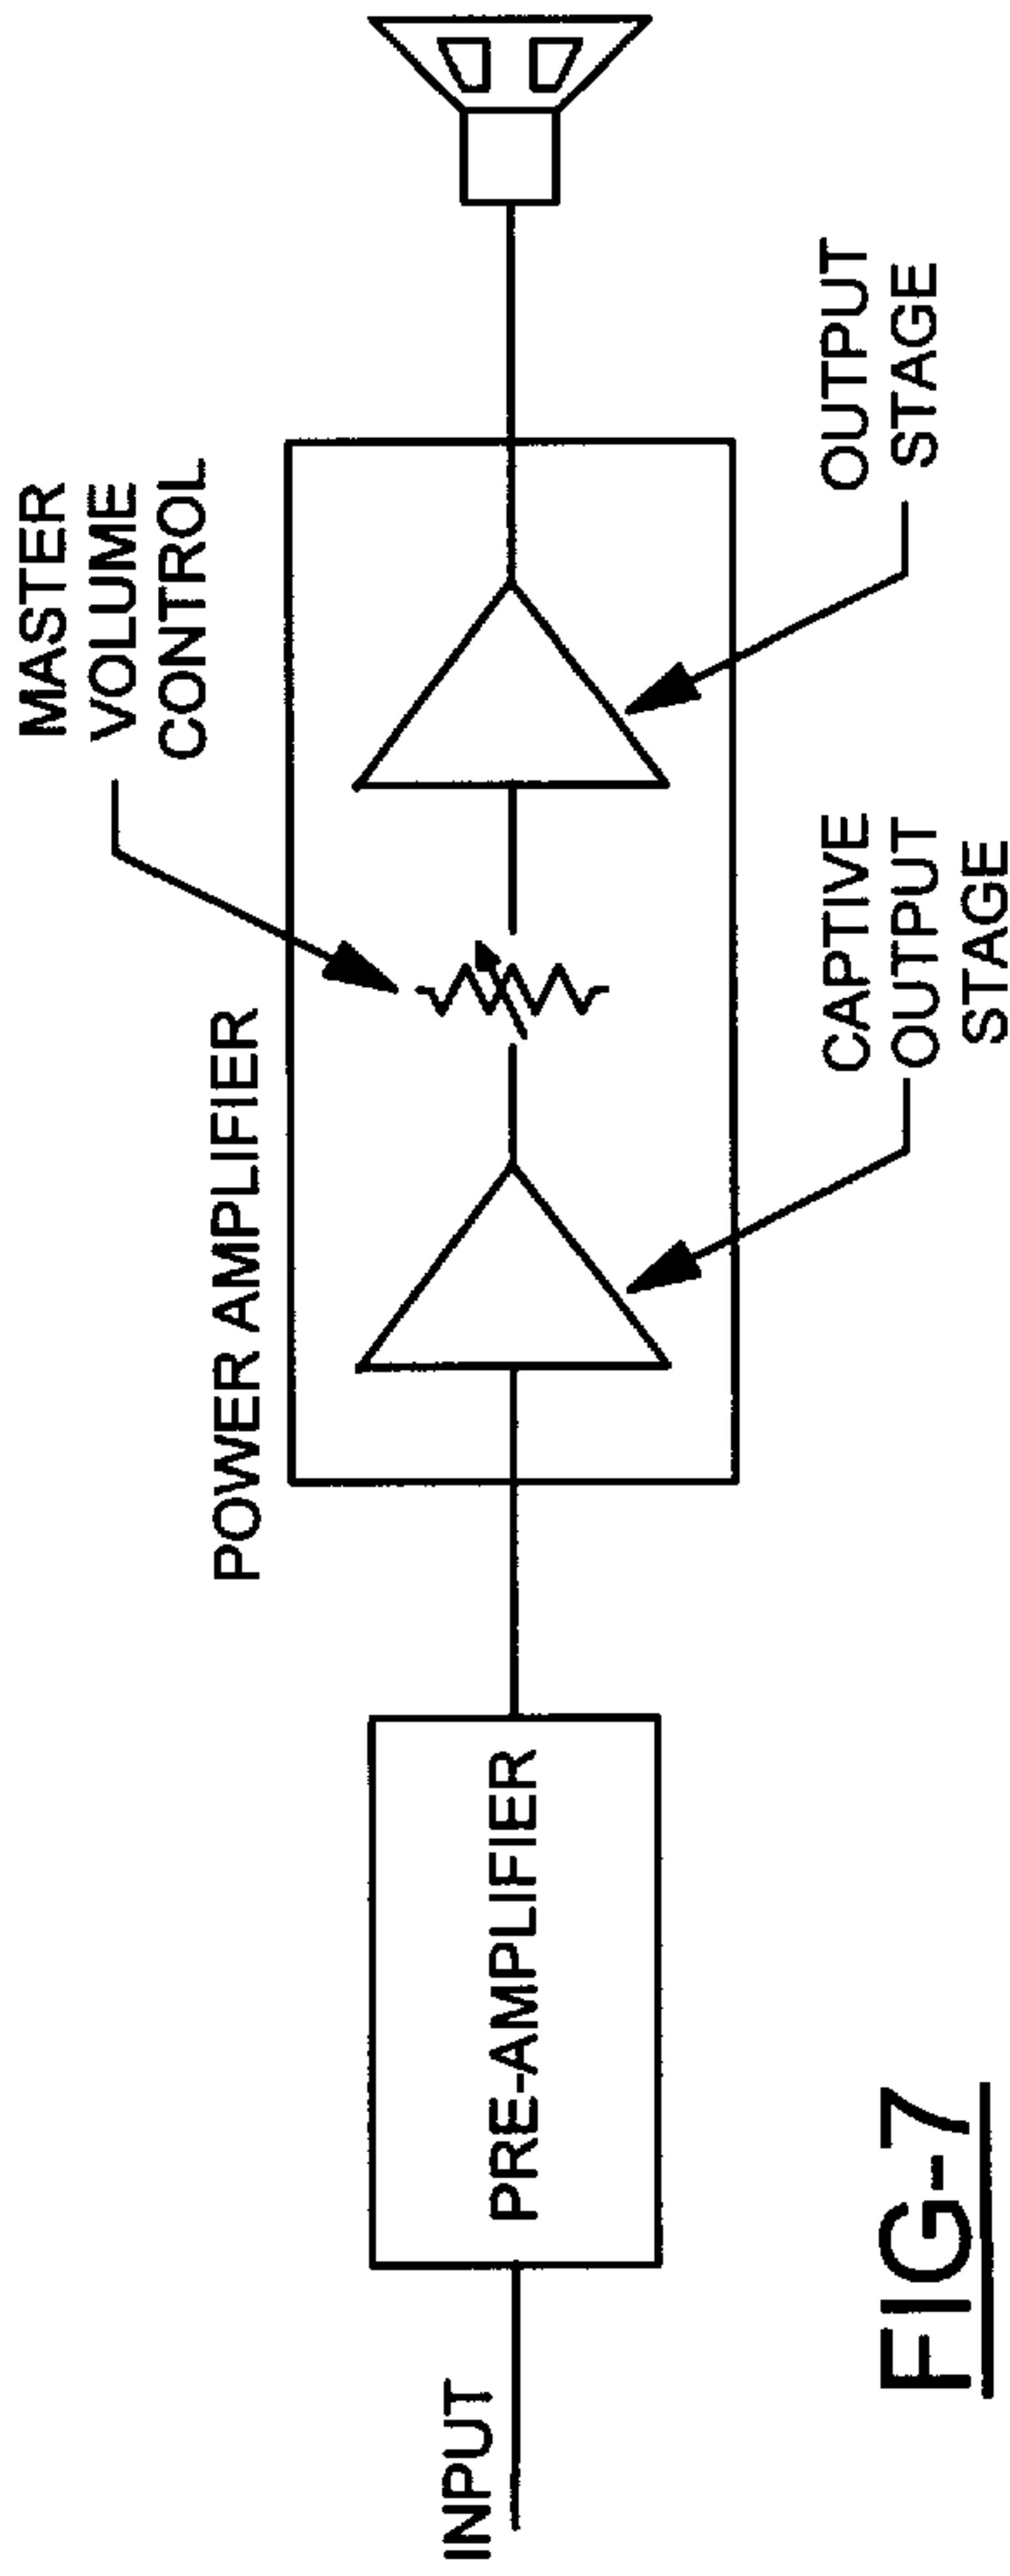 MASTER
VOLUME
CONTROL
POWER AMPLIFIER
INPUT
PRE-AMPLIFIER
CAPTIVE
OUTPUT
STAGE
OUTPUT
STAGE
FIG-7